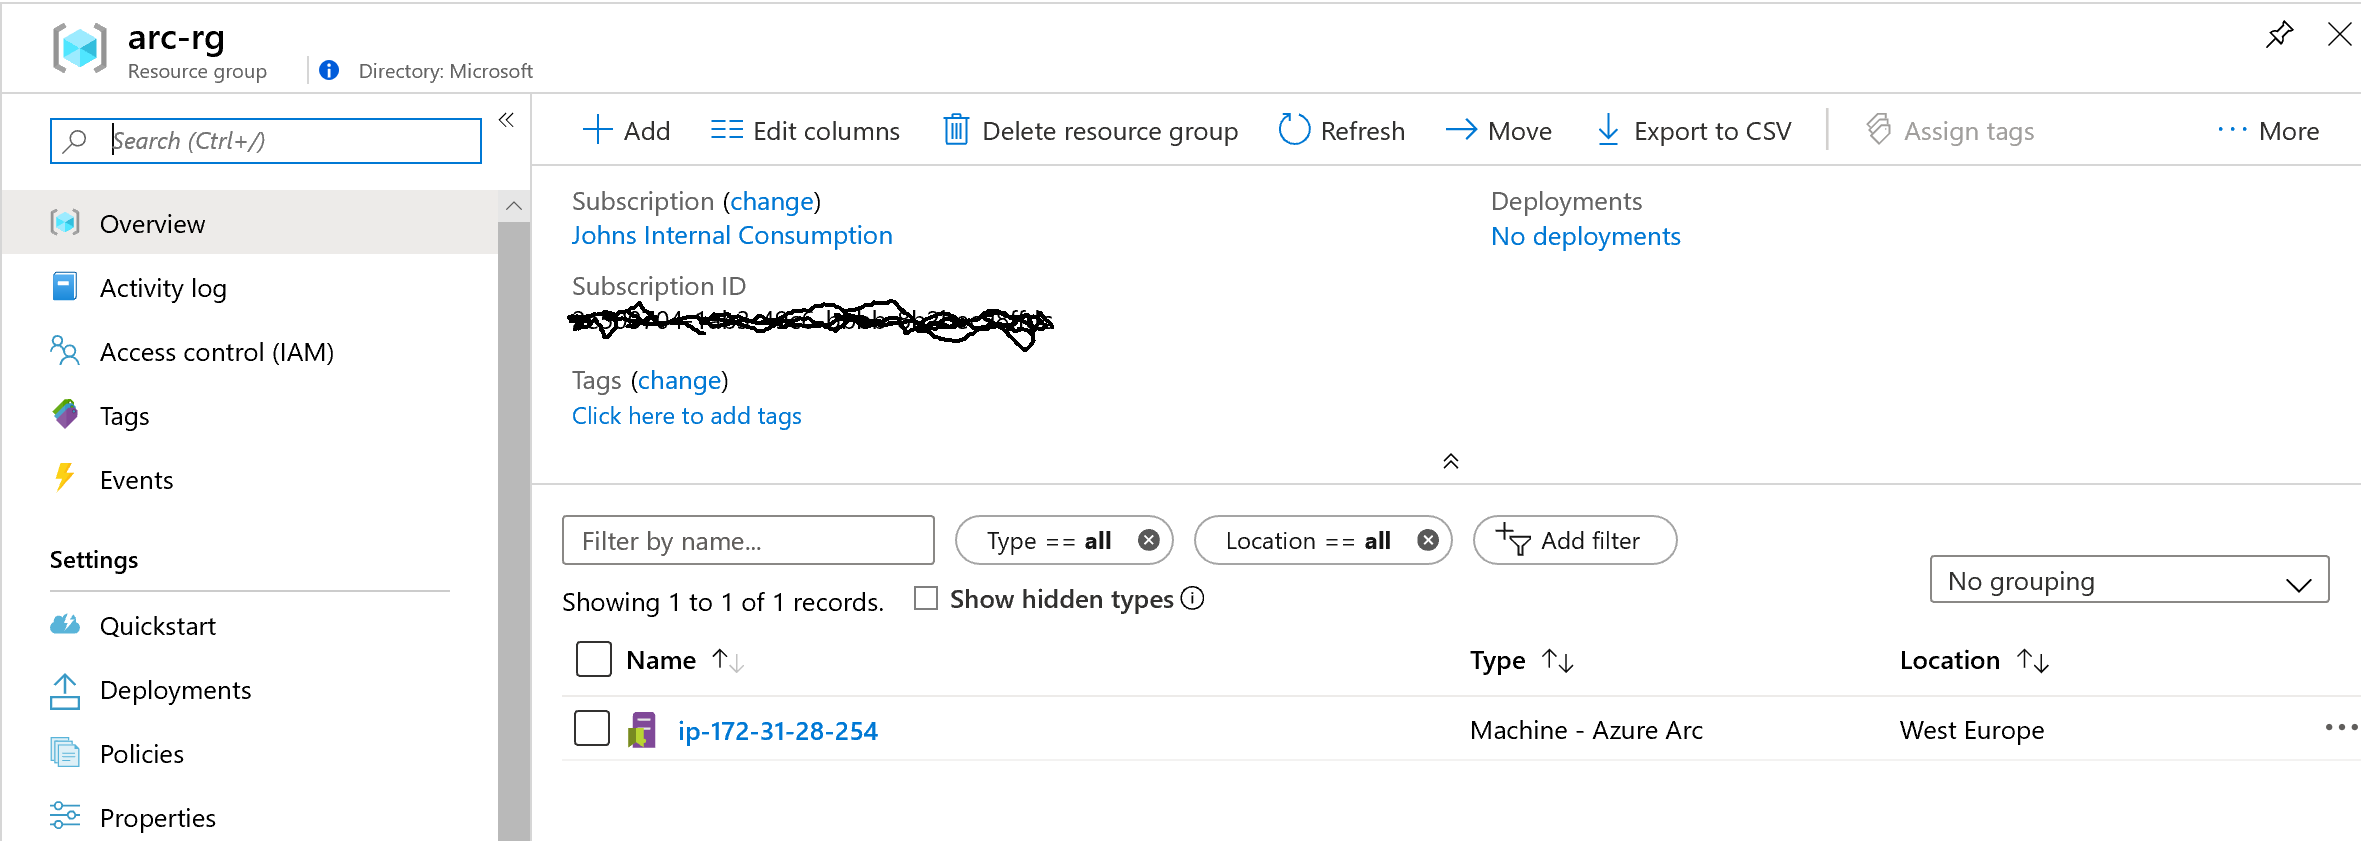 arc-rg
Resource group
Directory: Microsoft
Search (Ctrl+/)
Overview
Activity log
Access control (IAM)
Tags
Events
Settings
Quickstart
Deployments
Policies
Properties
Add
Edit columns
Delete resource group
Refresh
Move
Export to CSV
Assign tags
More
Subscription (change)
Johns Internal Consumption
Subscription ID
Tags (change)
Click here to add tags
Deployments
No deployments
Filter by name...
Type == all
Location == all
Add filter
Showing 1 to 1 of 1 records.
Show hidden types
No grouping
Name
Type
Location
ip-172-31-28-254
Machine - Azure Arc
West Europe